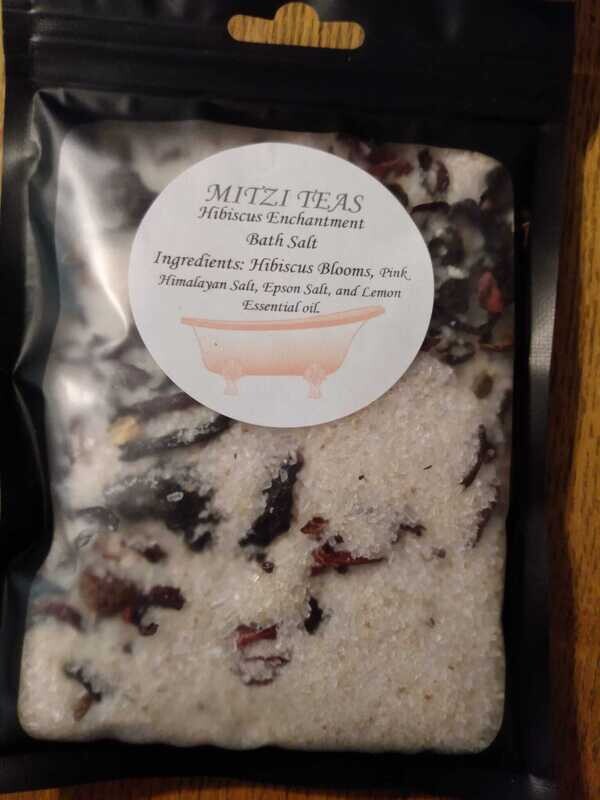 MITZI TEAS
Hibiscus Enchantment
Bath Salt
Ingredients: Hibiscus Blooms, Pink
Himalayan Salt, Epson Salt, and Lemon
Essential oil.